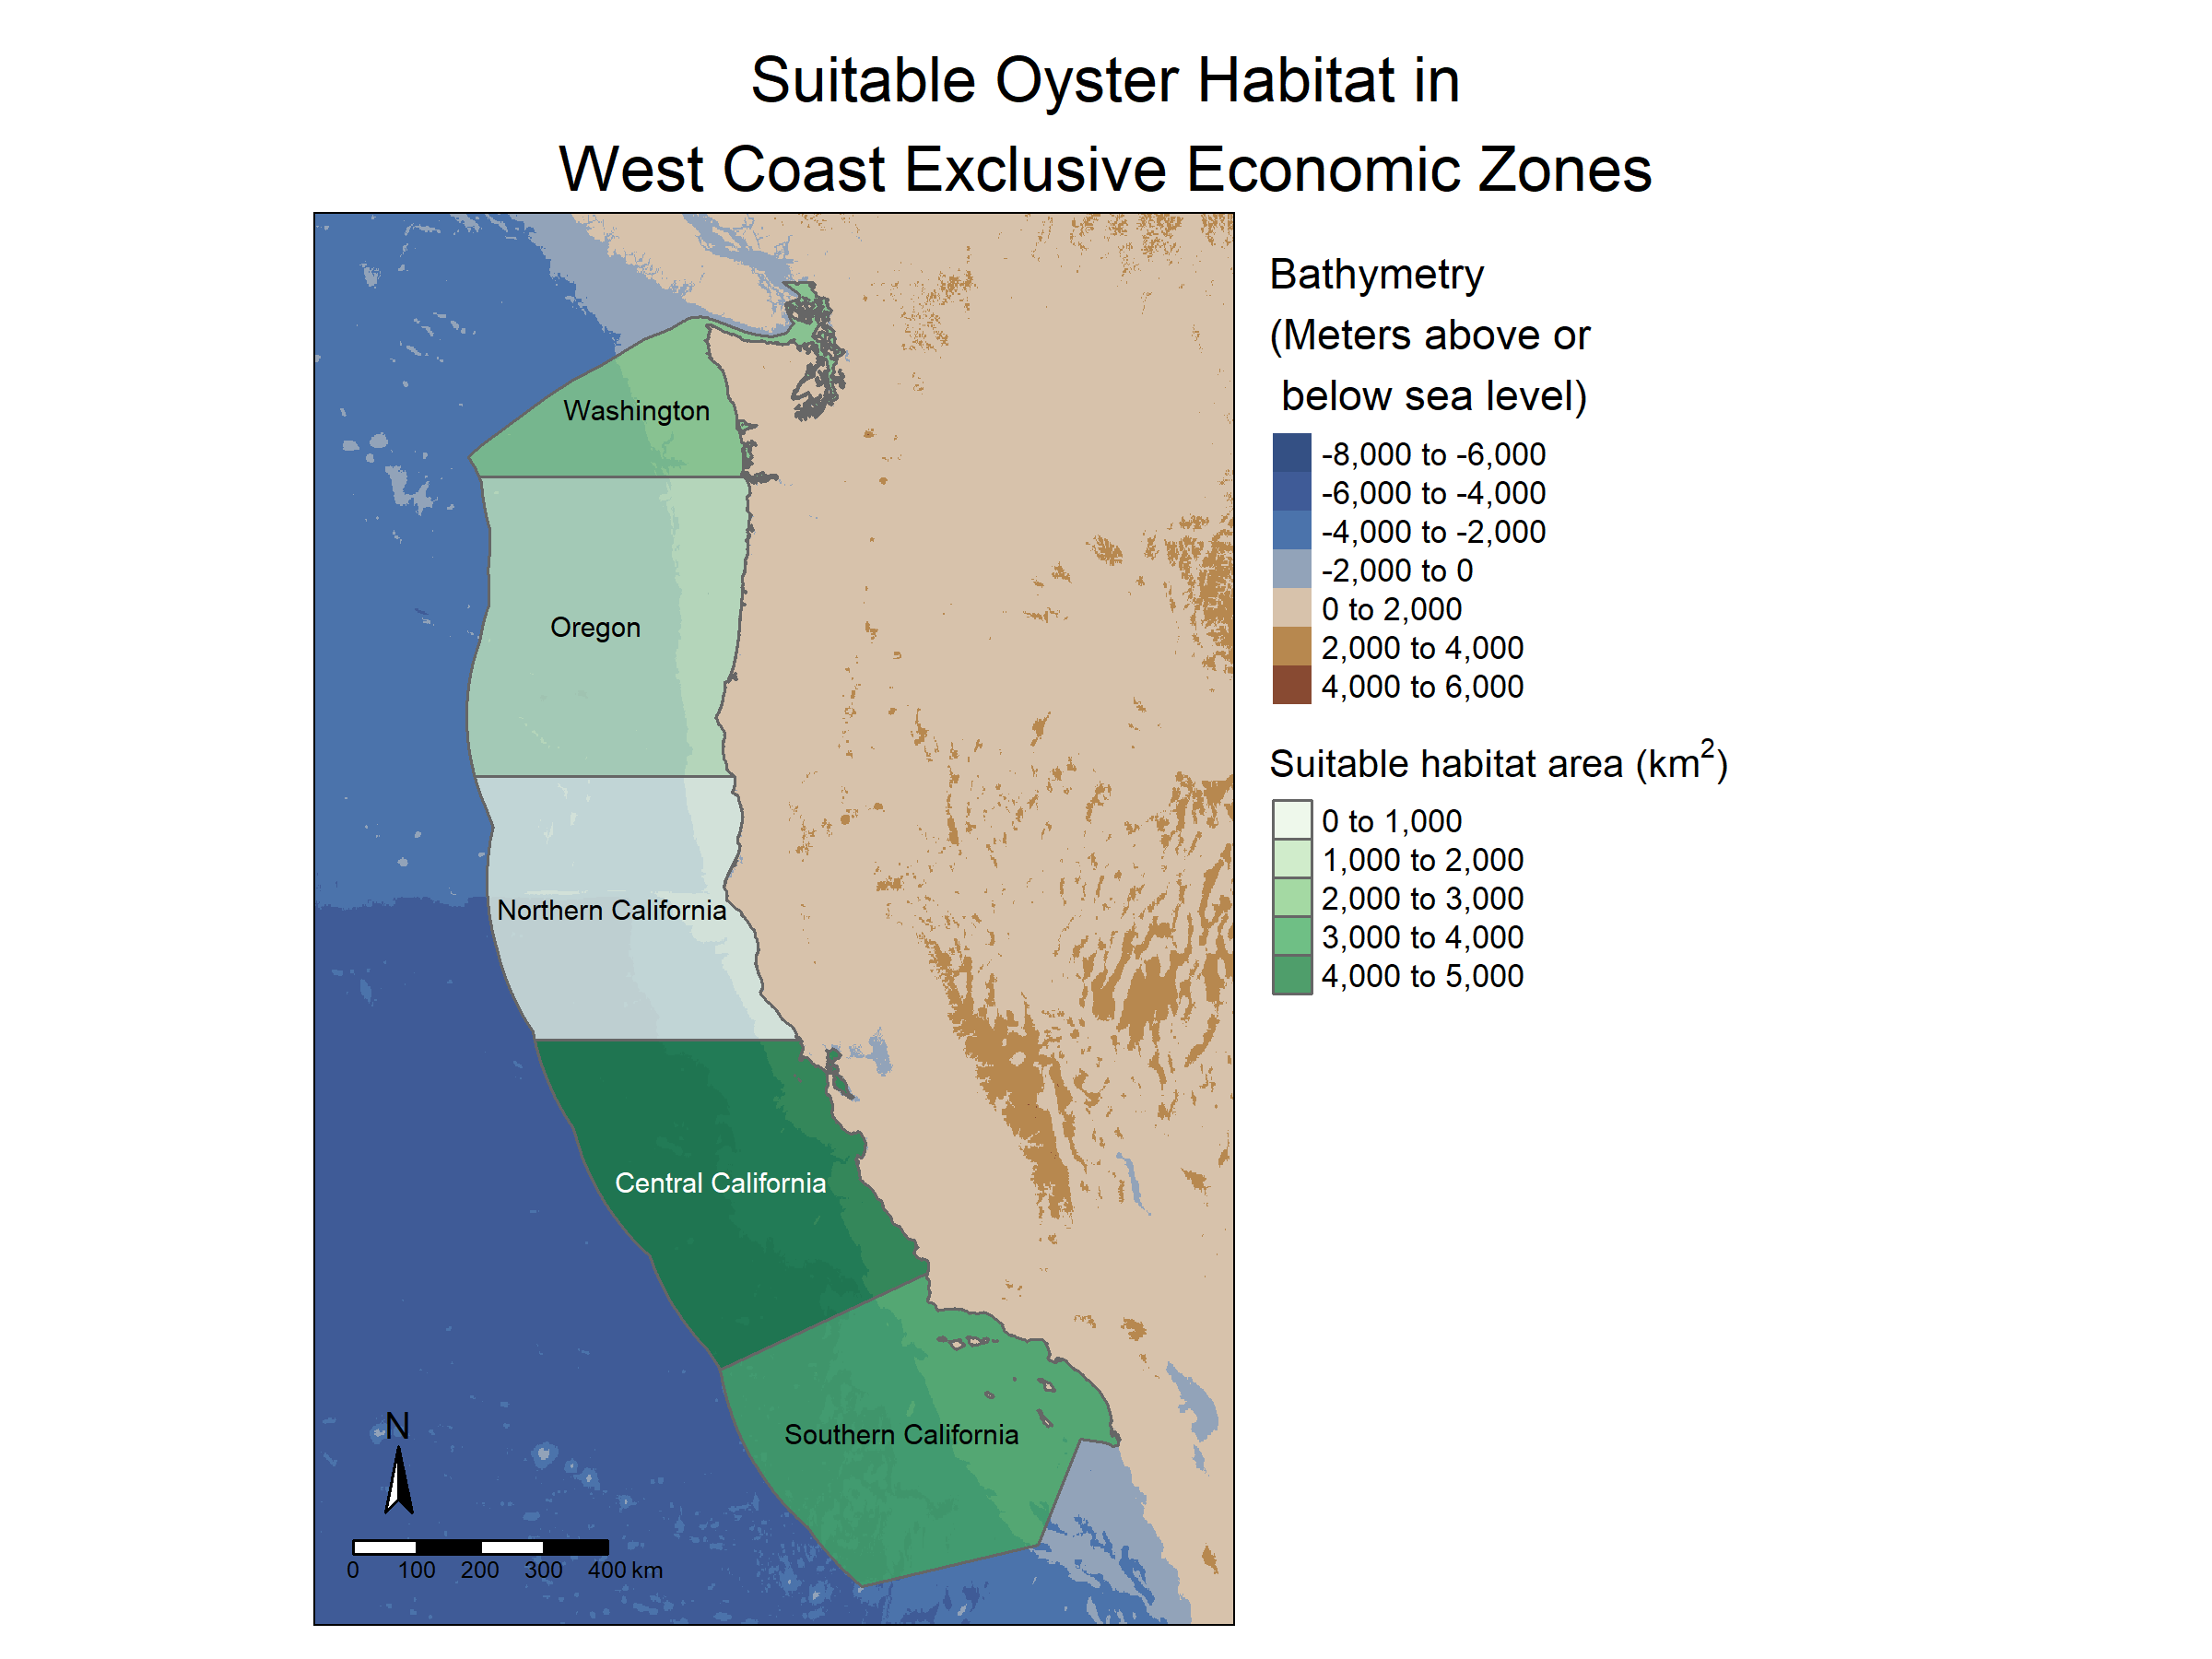 Suitable Oyster Habitat in
West Coast Exclusive Economic Zones
Bathymetry
(Meters above or
below sea level)
-8,000 to -6,000
-6,000 to -4,000
-4,000 to -2,000
-2,000 to 0
0 to 2,000
2,000 to 4,000
4,000 to 6,000
Suitable habitat area (km²)
0 to 1,000
1,000 to 2,000
2,000 to 3,000
3,000 to 4,000
4,000 to 5,000
Washington
Oregon
Northern California
Central California
Southern California
N
0 100 200 300 400 km